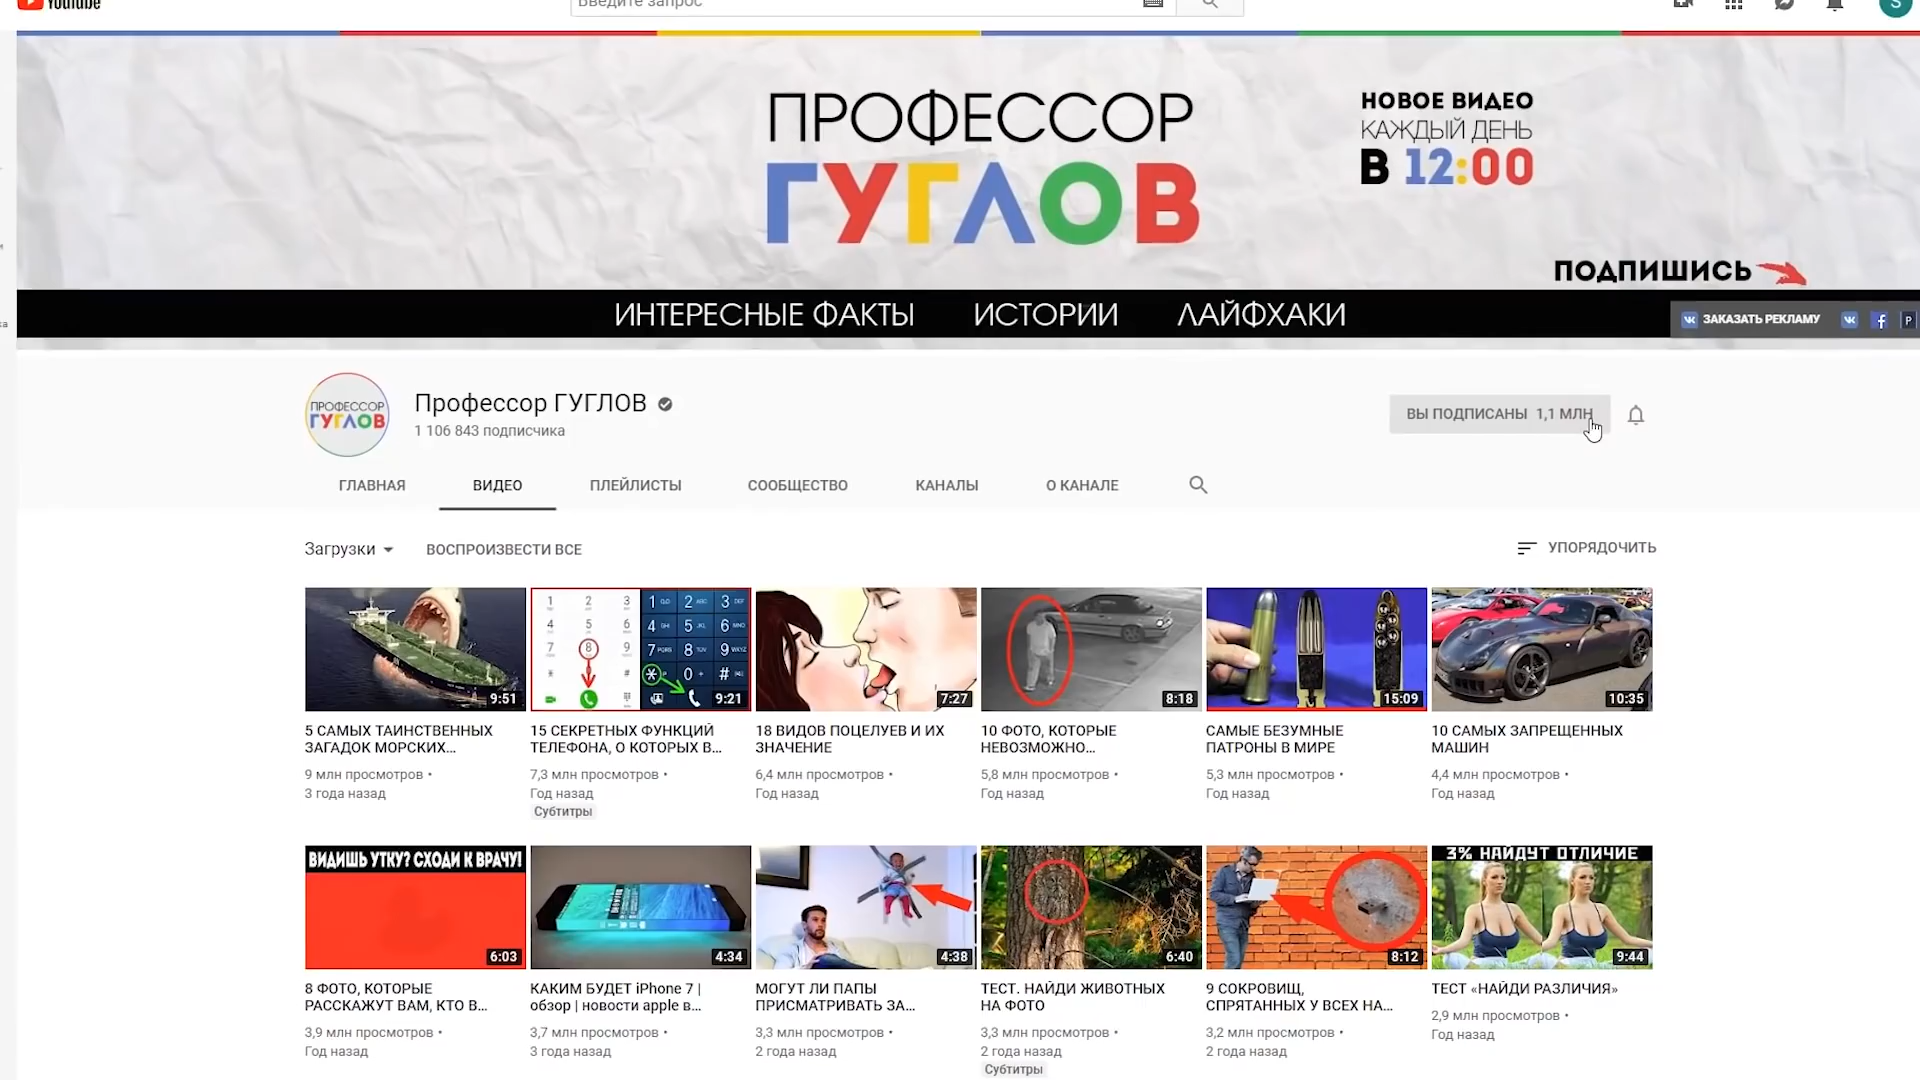 YouTube
Введите запрос
S
ПРОФЕССОР
ГУГЛОВ
НОВОЕ ВИДЕО
КАЖДЫЙ ДЕНЬ
В 12:00
ПОДПИШИСЬ
ИНТЕРЕСНЫЕ ФАКТЫ ИСТОРИИ ЛАЙФХАКИ
ЗАКАЗАТЬ РЕКЛАМУ
ПРОФЕССОР
ГУГЛОВ
Профессор ГУГЛОВ
1 106 843 подписчика
ВЫ ПОДПИСАНЫ 1,1 МЛН
ГЛАВНАЯ ВИДЕО ПЛЕЙЛИСТЫ СООБЩЕСТВО КАНАЛЫ О КАНАЛЕ
Загрузки ВОСПРОИЗВЕСТИ ВСЕ УПОРЯДОЧИТЬ
9:51
9:21
7:27
8:18
15:09
10:35
5 САМЫХ ТАИНСТВЕННЫХ
ЗАГАДОК МОРСКИХ...
9 млн просмотров •
3 года назад
15 СЕКРЕТНЫХ ФУНКЦИЙ
ТЕЛЕФОНА, О КОТОРЫХ В...
7,3 млн просмотров •
Год назад
Субтитры
18 ВИДОВ ПОЦЕЛУЕВ И ИХ
ЗНАЧЕНИЕ
6,4 млн просмотров •
Год назад
10 ФОТО, КОТОРЫЕ
НЕВОЗМОЖНО...
5,8 млн просмотров •
Год назад
САМЫЕ БЕЗУМНЫЕ
ПАТРОНЫ В МИРЕ
5,3 млн просмотров •
Год назад
10 САМЫХ ЗАПРЕЩЕННЫХ
МАШИН
4,4 млн просмотров •
Год назад
ВИДИШЬ УТКУ? СХОДИ К ВРАЧУ!
6:03
4:34
4:38
6:40
8:12
3% НАЙДУТ ОТЛИЧИЕ
9:44
8 ФОТО, КОТОРЫЕ
РАССКАЖУТ ВАМ, КТО В...
3,9 млн просмотров •
Год назад
КАКИМ БУДЕТ iPhone 7 |
обзор | новости apple в...
3,7 млн просмотров •
3 года назад
МОГУТ ЛИ ПАПЫ
ПРИСМАТРИВАТЬ ЗА...
3,3 млн просмотров •
2 года назад
ТЕСТ. НАЙДИ ЖИВОТНЫХ
НА ФОТО
3,3 млн просмотров •
2 года назад
Субтитры
9 СОКРОВИЩ,
СПРЯТАННЫХ У ВСЕХ НА...
3,2 млн просмотров •
2 года назад
ТЕСТ «НАЙДИ РАЗЛИЧИЯ»
2,9 млн просмотров •
Год назад